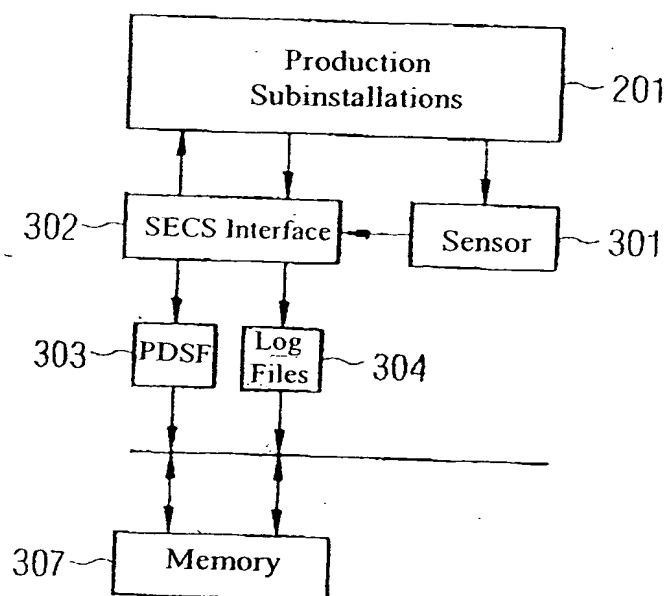 Production
Subinstallations
201
302
SECS Interface
Sensor
301
303
PDSF
Log
Files
304
307
Memory